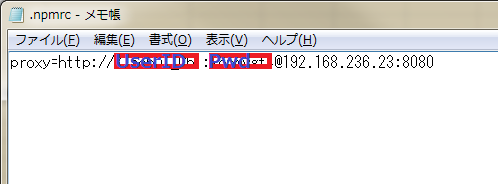 .npmrc - メモ帳
ファイル(F) 編集(E) 書式(O) 表示(V) ヘルプ(H)
proxy=http://UserID:Pwd@192.168.236.23:8080